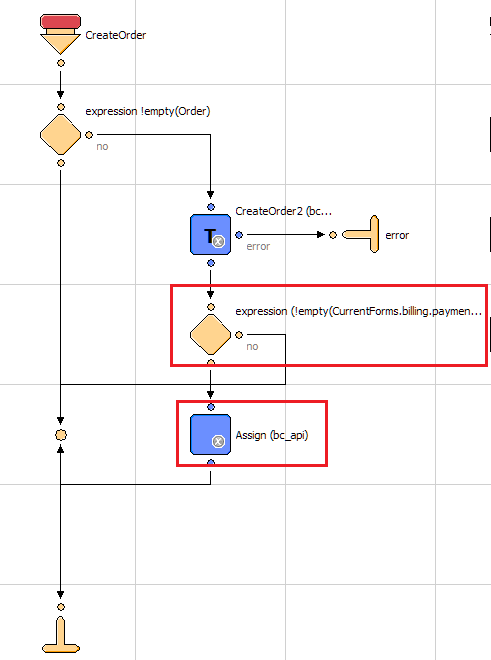 CreateOrder
expression !empty(Order)
no
CreateOrder2 (bc...
T
x
error
error
expression (!empty(CurrentForms.billing.paymen...
no
x
Assign (bc_api)